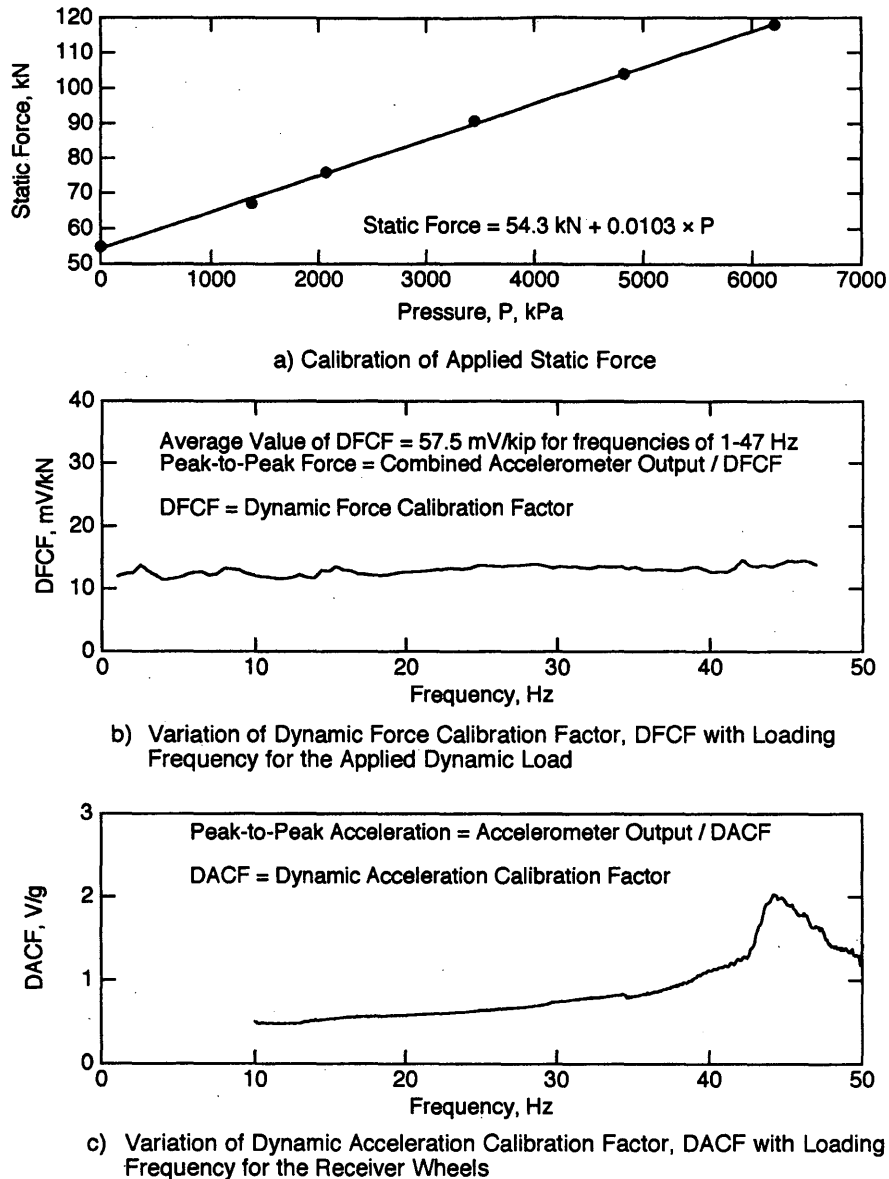 120
110
100
90
80
70
60
50
Static Force, kN
Static Force = 54.3 kN + 0.0103 × P
0 1000 2000 3000 4000 5000 6000 7000
Pressure, P, kPa
a) Calibration of Applied Static Force
40
30
20
10
0
DFCF, mV/kN
Average Value of DFCF = 57.5 mV/kip for frequencies of 1-47 Hz
Peak-to-Peak Force = Combined Accelerometer Output / DFCF
DFCF = Dynamic Force Calibration Factor
0 10 20 30 40 50
Frequency, Hz
b) Variation of Dynamic Force Calibration Factor, DFCF with Loading
Frequency for the Applied Dynamic Load
3
2
1
0
DACF, V/g
Peak-to-Peak Acceleration = Accelerometer Output / DACF
DACF = Dynamic Acceleration Calibration Factor
0 10 20 30 40 50
Frequency, Hz
c) Variation of Dynamic Acceleration Calibration Factor, DACF with Loading
Frequency for the Receiver Wheels